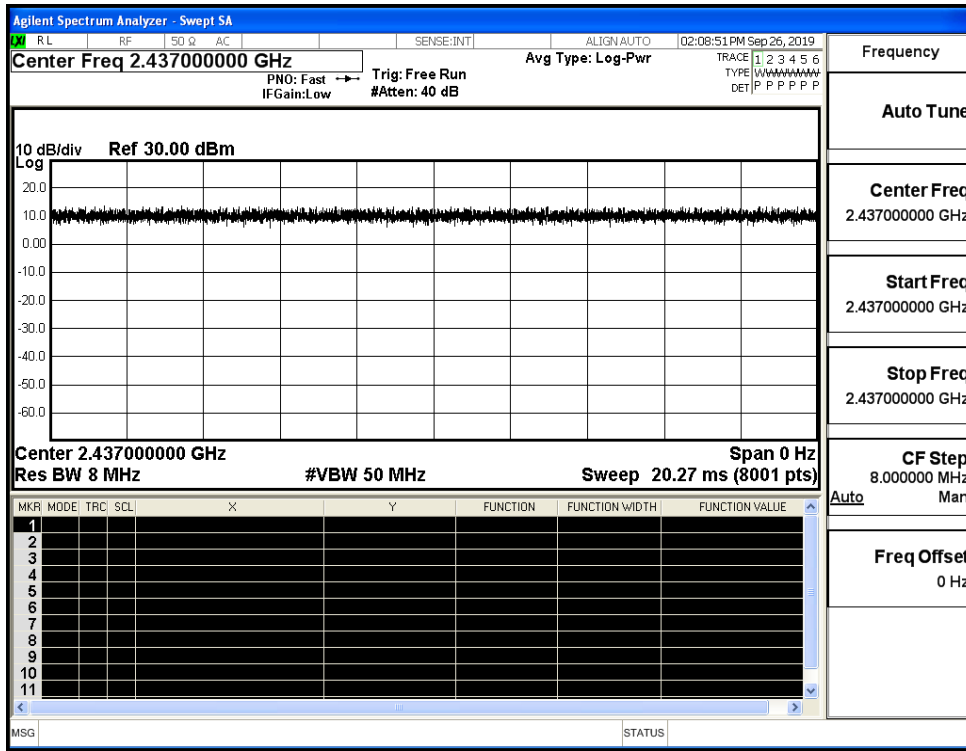 Agilent Spectrum Analyzer - Swept SA
LXI RL RF 50 Ω AC SENSE:INT ALIGN AUTO 02:08:51 PM Sep 26, 2019
Center Freq 2.437000000 GHz
PNO: Fast
IFGain:Low
Trig: Free Run
#Atten: 40 dB
Avg Type: Log-Pwr
TRACE 1 2 3 4 5 6
TYPE
DET P P P P P P
10 dB/div Ref 30.00 dBm
Log
20.0
10.0
0.00
-10.0
-20.0
-30.0
-40.0
-50.0
-60.0
Center 2.437000000 GHz Span 0 Hz
Res BW 8 MHz #VBW 50 MHz Sweep 20.27 ms (8001 pts)
MKR MODE TRC SCL X Y FUNCTION FUNCTION WIDTH FUNCTION VALUE
1
2
3
4
5
6
7
8
9
10
11
MSG STATUS
Frequency
Auto Tune
Center Freq
2.437000000 GHz
Start Freq
2.437000000 GHz
Stop Freq
2.437000000 GHz
CF Step
8.000000 MHz
Auto Man
Freq Offset
0 Hz